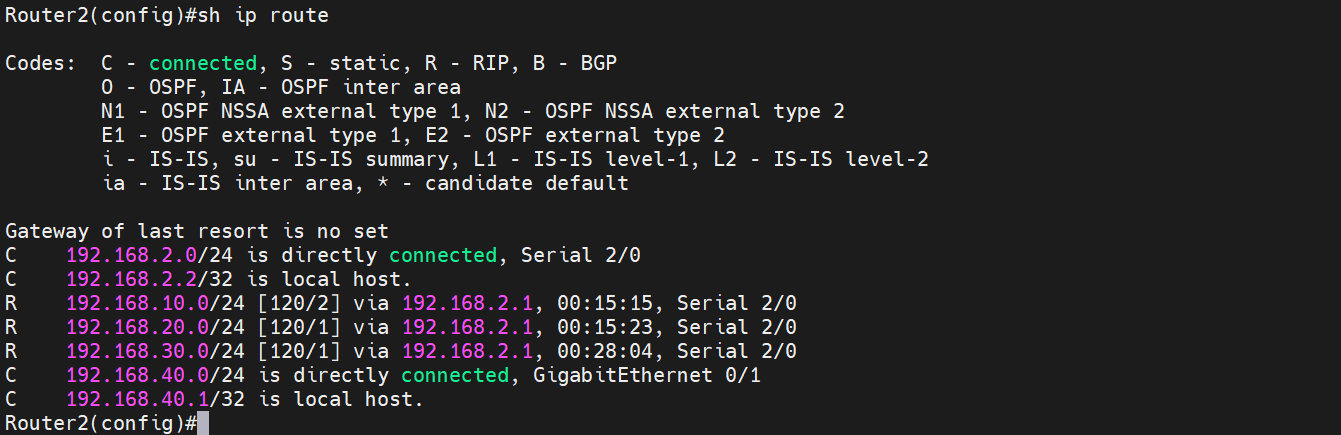 Router2(config)#sh ip route
Codes:  C - connected, S - static, R - RIP, B - BGP
        O - OSPF, IA - OSPF inter area
        N1 - OSPF NSSA external type 1, N2 - OSPF NSSA external type 2
        E1 - OSPF external type 1, E2 - OSPF external type 2
        i - IS-IS, su - IS-IS summary, L1 - IS-IS level-1, L2 - IS-IS level-2
        ia - IS-IS inter area, * - candidate default
Gateway of last resort is no set
C    192.168.2.0/24 is directly connected, Serial 2/0
C    192.168.2.2/32 is local host.
R    192.168.10.0/24 [120/2] via 192.168.2.1, 00:15:15, Serial 2/0
R    192.168.20.0/24 [120/1] via 192.168.2.1, 00:15:23, Serial 2/0
R    192.168.30.0/24 [120/1] via 192.168.2.1, 00:28:04, Serial 2/0
C    192.168.40.0/24 is directly connected, GigabitEthernet 0/1
C    192.168.40.1/32 is local host.
Router2(config)#